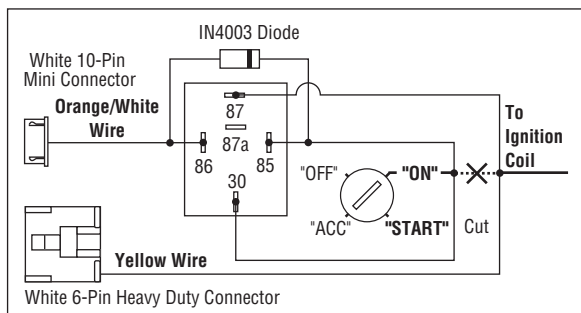 IN4003 Diode
White 10-Pin
Mini Connector
Orange/White
Wire
87
87a
86
85
30
To
Ignition
Coil
"OFF"
"ON"
"ACC"
"START"
Cut
Yellow Wire
White 6-Pin Heavy Duty Connector